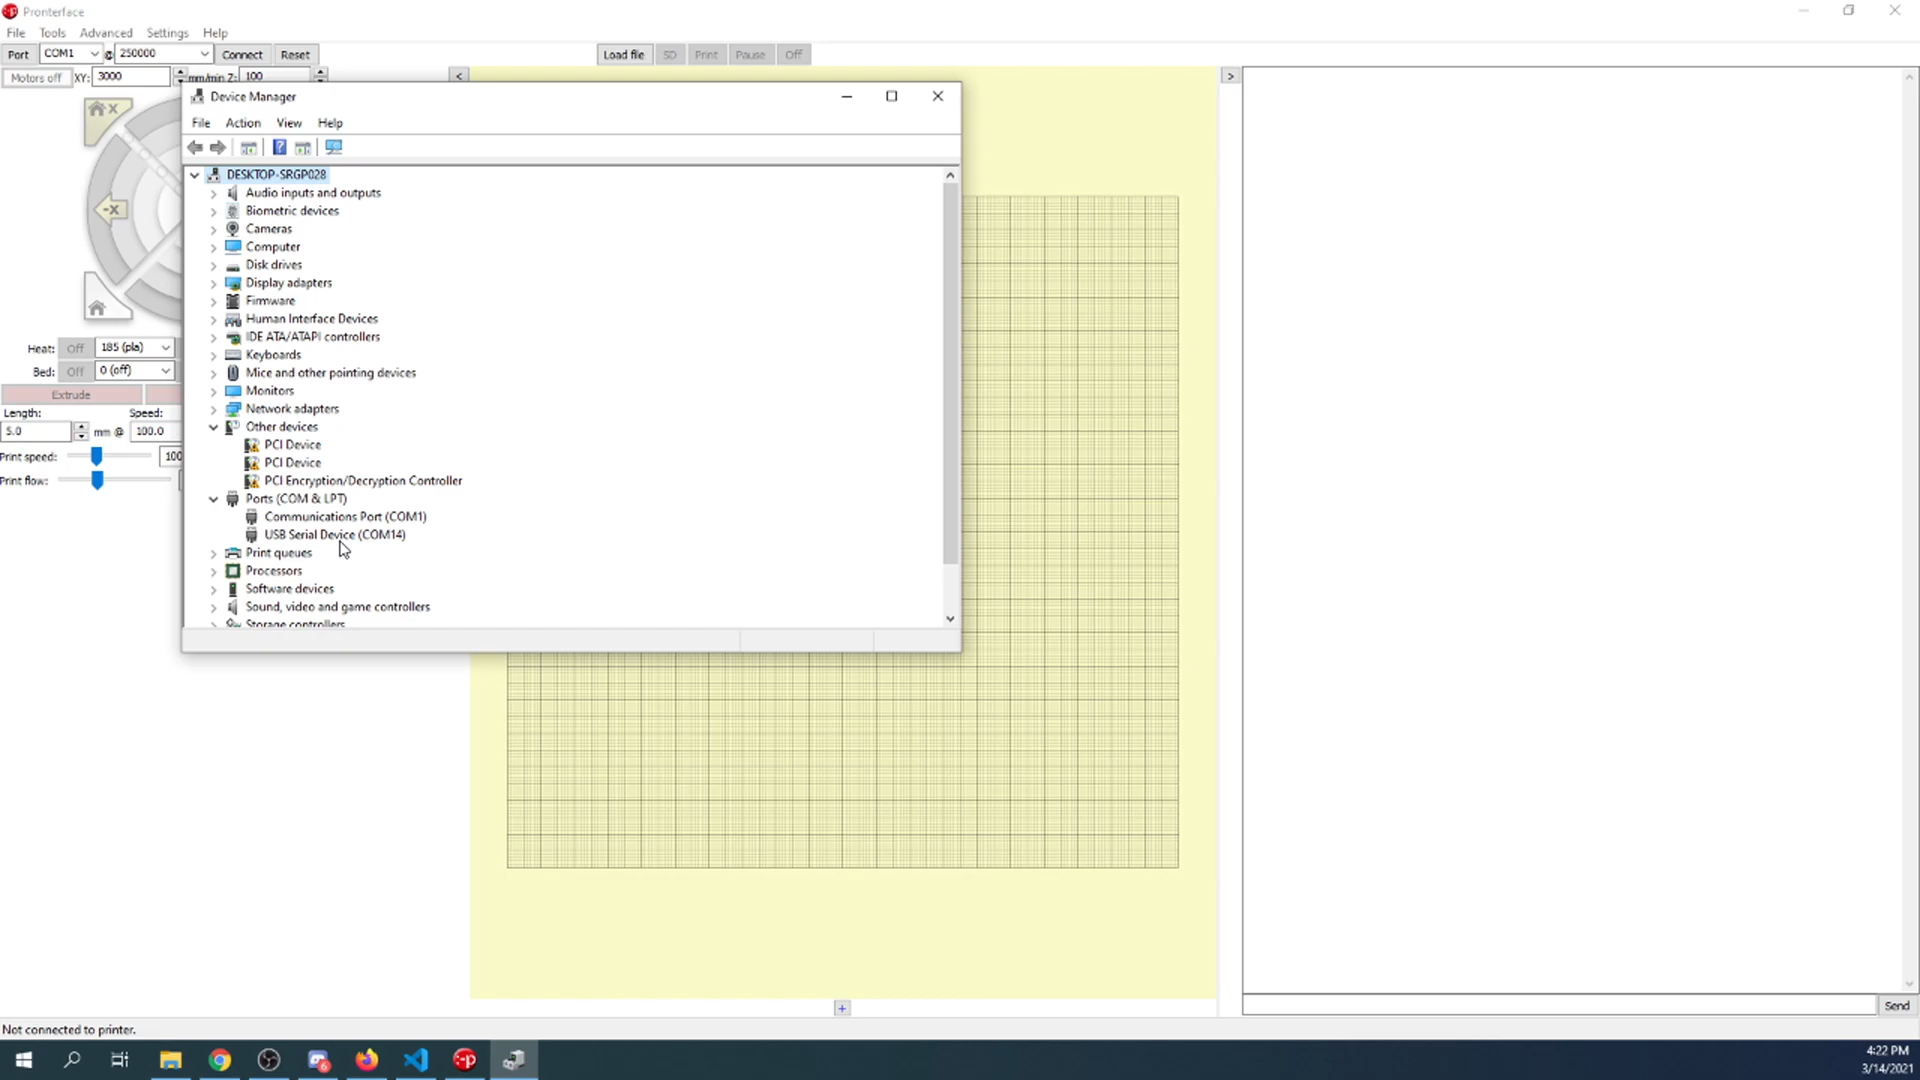 Pronterface
File Tools Advanced Settings Help
Port COM1 @ 250000 Connect Reset Load file SD Print Pause Off
Motors off XY: 3000 mm/min Z: 100 < >
Device Manager
File Action View Help
DESKTOP-SRGP028
Audio inputs and outputs
Biometric devices
Cameras
Computer
Disk drives
Display adapters
Firmware
Human Interface Devices
IDE ATA/ATAPI controllers
Keyboards
Mice and other pointing devices
Monitors
Network adapters
Other devices
PCI Device
PCI Device
PCI Encryption/Decryption Controller
Ports (COM & LPT)
Communications Port (COM1)
USB Serial Device (COM14)
Print queues
Processors
Software devices
Sound, video and game controllers
Storage controllers
X
-X
Heat: Off 185 (pla)
Bed: Off 0 (off)
Extrude
Length: Speed:
5.0 mm @ 100.0
Print speed: 100
Print flow:
+
Send
Not connected to printer.
4:22 PM
3/14/2021